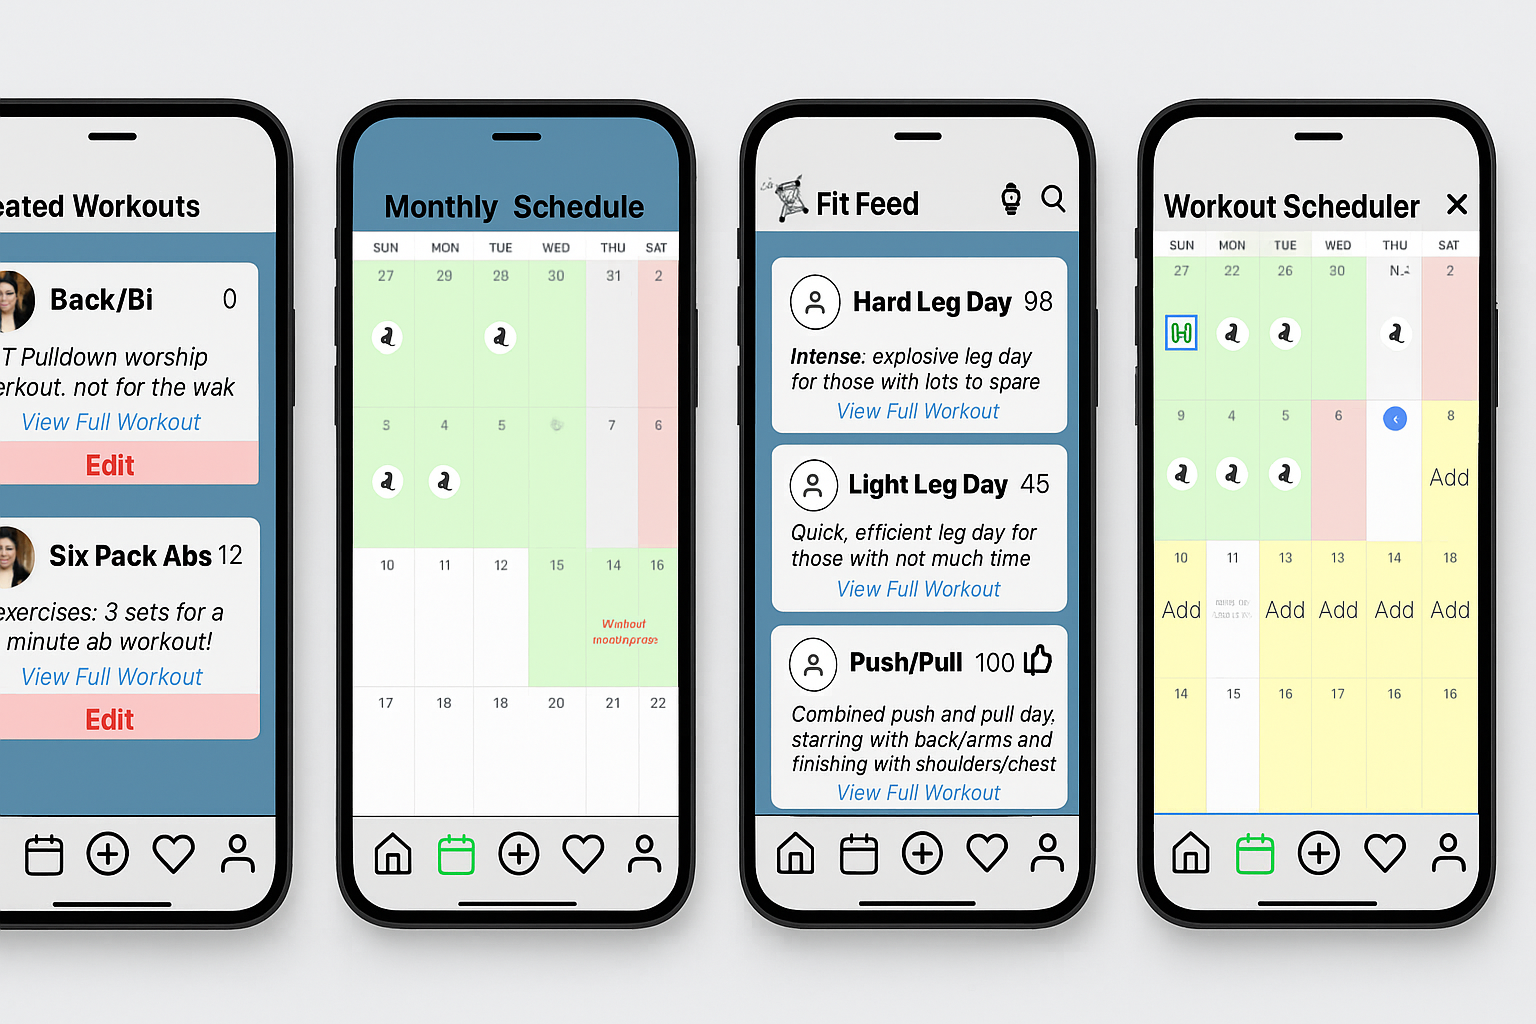 eated Workouts
Back/Bi 0
T Pulldown worship
erkout. not for the wak
View Full Workout
Edit
Six Pack Abs 12
exercises: 3 sets for a
minute ab workout!
View Full Workout
Edit
Monthly Schedule
SUN MON TUE WED THU SAT
27 29 28 30 31 2
a a
3 4 5 7 6
a a
10 11 12 15 14 16
17 18 18 20 21 22
Fit Feed
Hard Leg Day 98
Intense: explosive leg day
for those with lots to spare
View Full Workout
Light Leg Day 45
Quick, efficient leg day for
those with not much time
View Full Workout
Push/Pull 100
Combined push and pull day,
starring with back/arms and
finishing with shoulders/chest
View Full Workout
Workout Scheduler
SUN MON TUE WED THU SAT
27 22 26 30 2
a a a
9 4 5 6 8
a a a Add
10 11 13 13 14 18
Add Add Add Add Add
14 15 16 17 16 16